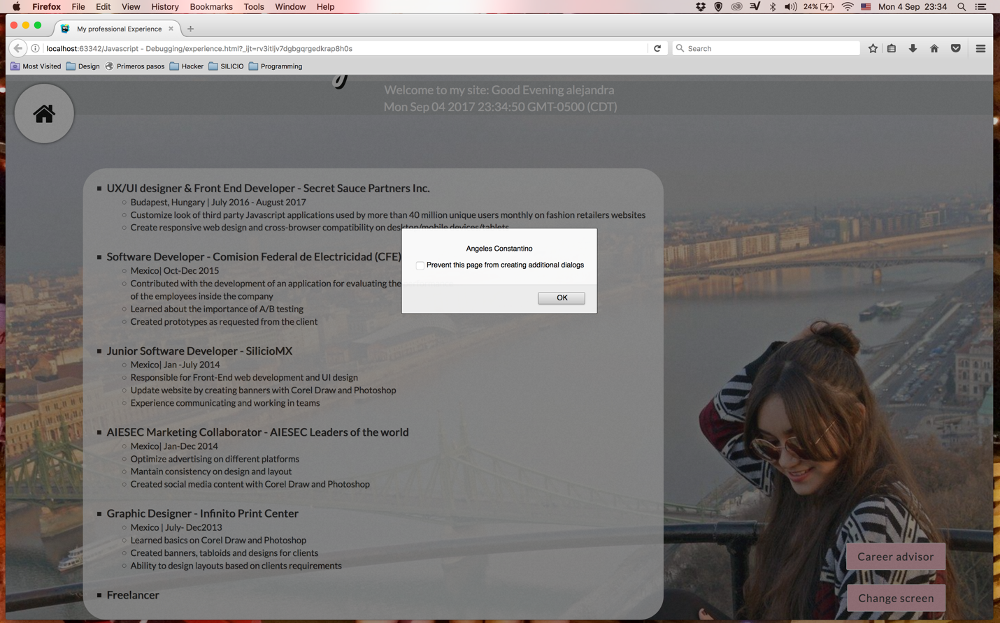 Firefox File Edit View History Bookmarks Tools Window Help 24% Mon 4 Sep 23:34
My professional Experience
localhost:63342/Javascript - Debugging/experience.html?_ijt=rv3itljv7dgbgqrgedkrap8h0s Search
Most Visited Design Primeros pasos Hacker SILICIO Programming
Welcome to my site: Good Evening alejandra
Mon Sep 04 2017 23:34:50 GMT-0500 (CDT)
UX/UI designer & Front End Developer - Secret Sauce Partners Inc.
Budapest, Hungary | July 2016 - August 2017
Customize look of third party Javascript applications used by more than 40 million unique users monthly on fashion retailers websites
Create responsive web design and cross-browser compatibility on desktop/mobile devices/tablets
Angeles Constantino
Prevent this page from creating additional dialogs
OK
Software Developer - Comision Federal de Electricidad (CFE)
Mexico| Oct-Dec 2015
Contributed with the development of an application for evaluating the
of the employees inside the company
Learned about the importance of A/B testing
Created prototypes as requested from the client
Junior Software Developer - SilicioMX
Mexico| Jan -July 2014
Responsible for Front-End web development and UI design
Update website by creating banners with Corel Draw and Photoshop
Experience communicating and working in teams
AIESEC Marketing Collaborator - AIESEC Leaders of the world
Mexico| Jan-Dec 2014
Optimize advertising on different platforms
Mantain consistency on design and layout
Created social media content with Corel Draw and Photoshop
Graphic Designer - Infinito Print Center
Mexico | July- Dec2013
Learned basics on Corel Draw and Photoshop
Created banners, tabloids and designs for clients
Ability to design layouts based on clients requirements
Freelancer
Career advisor
Change screen